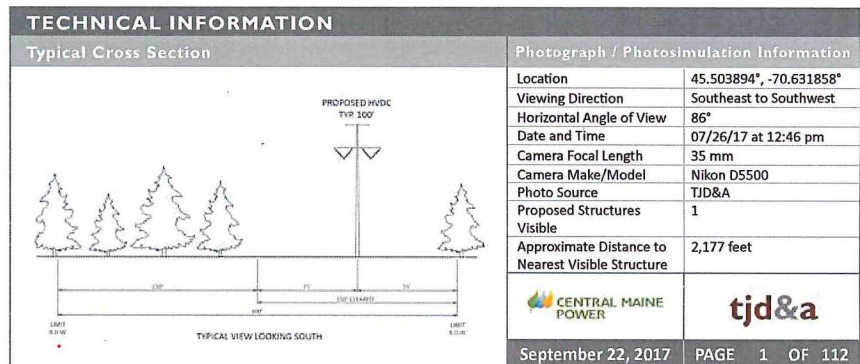 TECHNICAL INFORMATION
Typical Cross Section
PROPOSED HVDC
TYP. 100'
150'
75'
75'
300'
LIMIT
R.O.W.
LIMIT
R.O.W.
TYPICAL VIEW LOOKING SOUTH
Photograph / Photosimulation Information
Location 45.503894°, -70.631858°
Viewing Direction Southeast to Southwest
Horizontal Angle of View 86°
Date and Time 07/26/17 at 12:46 pm
Camera Focal Length 35 mm
Camera Make/Model Nikon D5500
Photo Source TJD&A
Proposed Structures 1
Visible
Approximate Distance to 2,177 feet
Nearest Visible Structure
CENTRAL MAINE
POWER
tjd&a
September 22, 2017 PAGE 1 OF 112